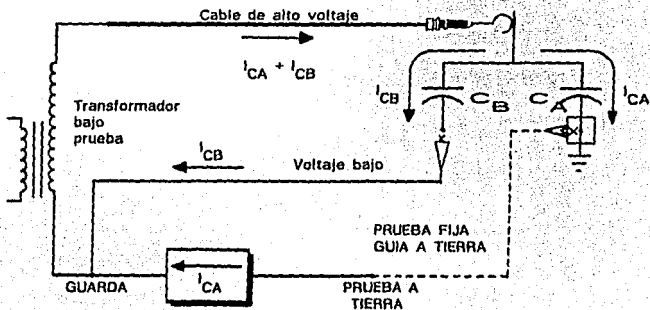 Cable de alto voltaje
I CA + I CB
I CB
C B
C A
I CA
Transformador
bajo
prueba
I CB
Voltaje bajo
PRUEBA FIJA
GUIA A TIERRA
GUARDA
I CA
PRUEBA A
TIERRA